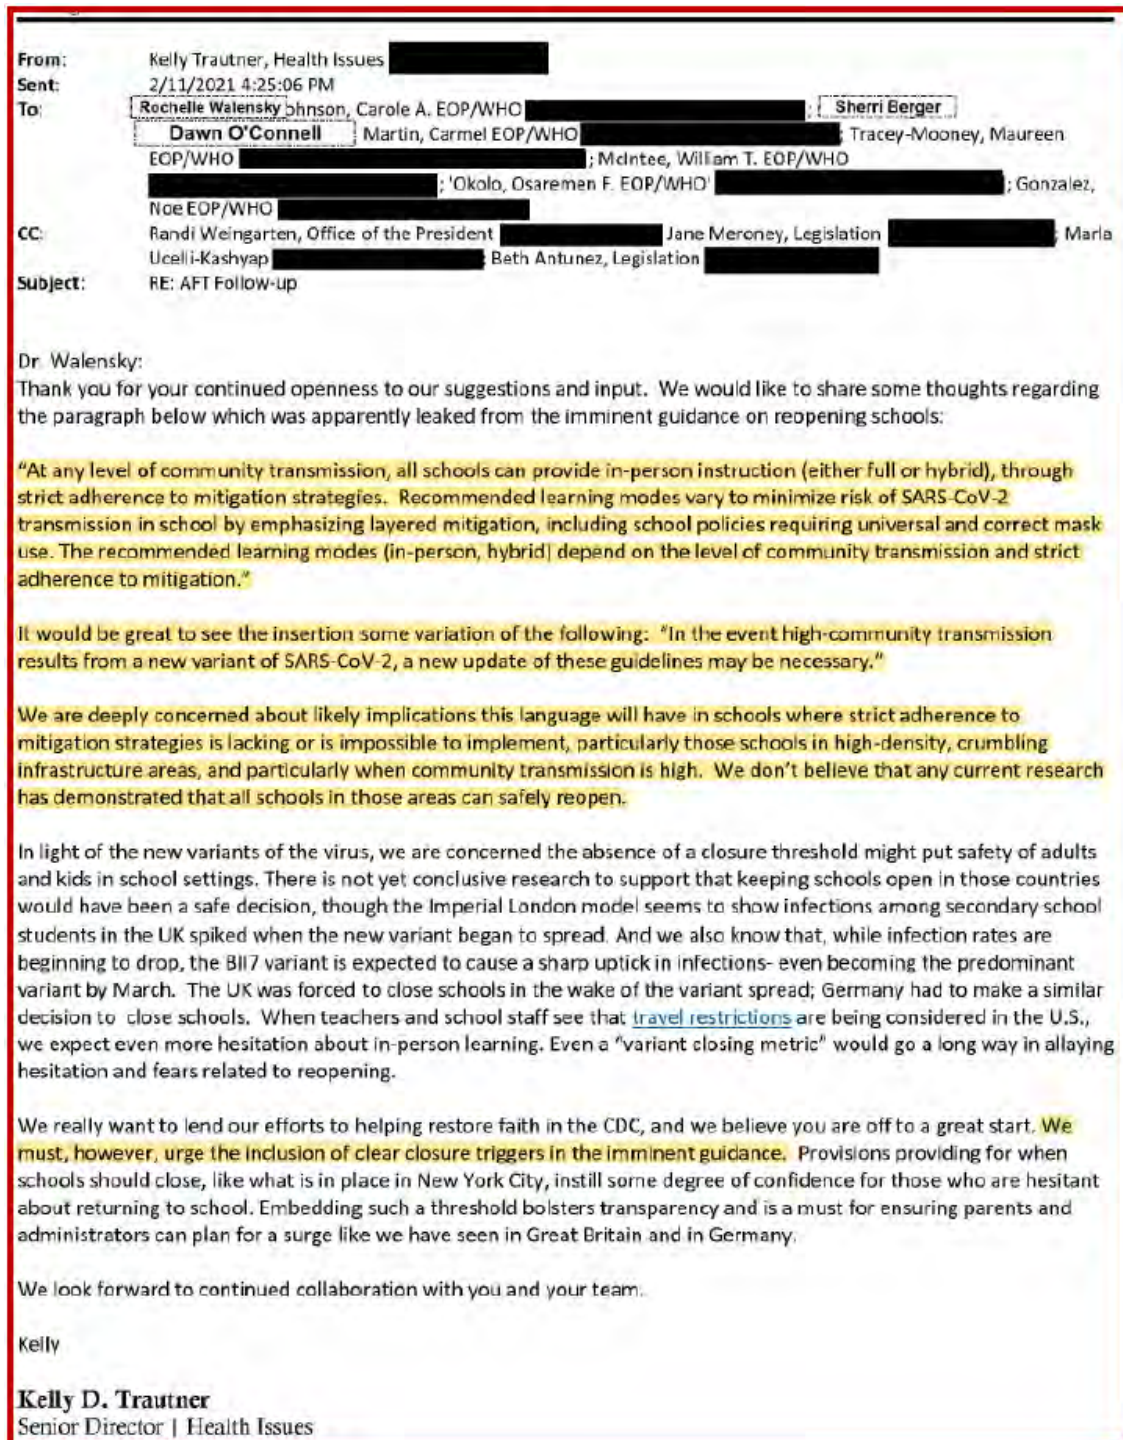 From: Kelly Trautner, Health Issues
Sent: 2/11/2021 4:25:06 PM
To: Rochelle Walensky ohnson, Carole A. EOP/WHO ; Sherri Berger
Dawn O'Connell Martin, Carmel EOP/WHO ; Tracey-Mooney, Maureen
EOP/WHO ; McIntee, William T. EOP/WHO
; 'Okolo, Osaremen F. EOP/WHO' ; Gonzalez,
Noe EOP/WHO
CC: Randi Weingarten, Office of the President Jane Meroney, Legislation ; Marla
Ucelli-Kashyap ; Beth Antunez, Legislation
Subject: RE: AFT Follow-up
Dr. Walensky:
Thank you for your continued openness to our suggestions and input. We would like to share some thoughts regarding
the paragraph below which was apparently leaked from the imminent guidance on reopening schools:
"At any level of community transmission, all schools can provide in-person instruction (either full or hybrid), through
strict adherence to mitigation strategies. Recommended learning modes vary to minimize risk of SARS-CoV-2
transmission in school by emphasizing layered mitigation, including school policies requiring universal and correct mask
use. The recommended learning modes (in-person, hybrid) depend on the level of community transmission and strict
adherence to mitigation."
It would be great to see the insertion some variation of the following: "In the event high-community transmission
results from a new variant of SARS-CoV-2, a new update of these guidelines may be necessary."
We are deeply concerned about likely implications this language will have in schools where strict adherence to
mitigation strategies is lacking or is impossible to implement, particularly those schools in high-density, crumbling
infrastructure areas, and particularly when community transmission is high. We don't believe that any current research
has demonstrated that all schools in those areas can safely reopen.
In light of the new variants of the virus, we are concerned the absence of a closure threshold might put safety of adults
and kids in school settings. There is not yet conclusive research to support that keeping schools open in those countries
would have been a safe decision, though the Imperial London model seems to show infections among secondary school
students in the UK spiked when the new variant began to spread. And we also know that, while infection rates are
beginning to drop, the BII7 variant is expected to cause a sharp uptick in infections- even becoming the predominant
variant by March. The UK was forced to close schools in the wake of the variant spread; Germany had to make a similar
decision to close schools. When teachers and school staff see that travel restrictions are being considered in the U.S.,
we expect even more hesitation about in-person learning. Even a "variant closing metric" would go a long way in allaying
hesitation and fears related to reopening.
We really want to lend our efforts to helping restore faith in the CDC, and we believe you are off to a great start. We
must, however, urge the inclusion of clear closure triggers in the imminent guidance. Provisions providing for when
schools should close, like what is in place in New York City, instill some degree of confidence for those who are hesitant
about returning to school. Embedding such a threshold bolsters transparency and is a must for ensuring parents and
administrators can plan for a surge like we have seen in Great Britain and in Germany.
We look forward to continued collaboration with you and your team.
Kelly
Kelly D. Trautner
Senior Director | Health Issues